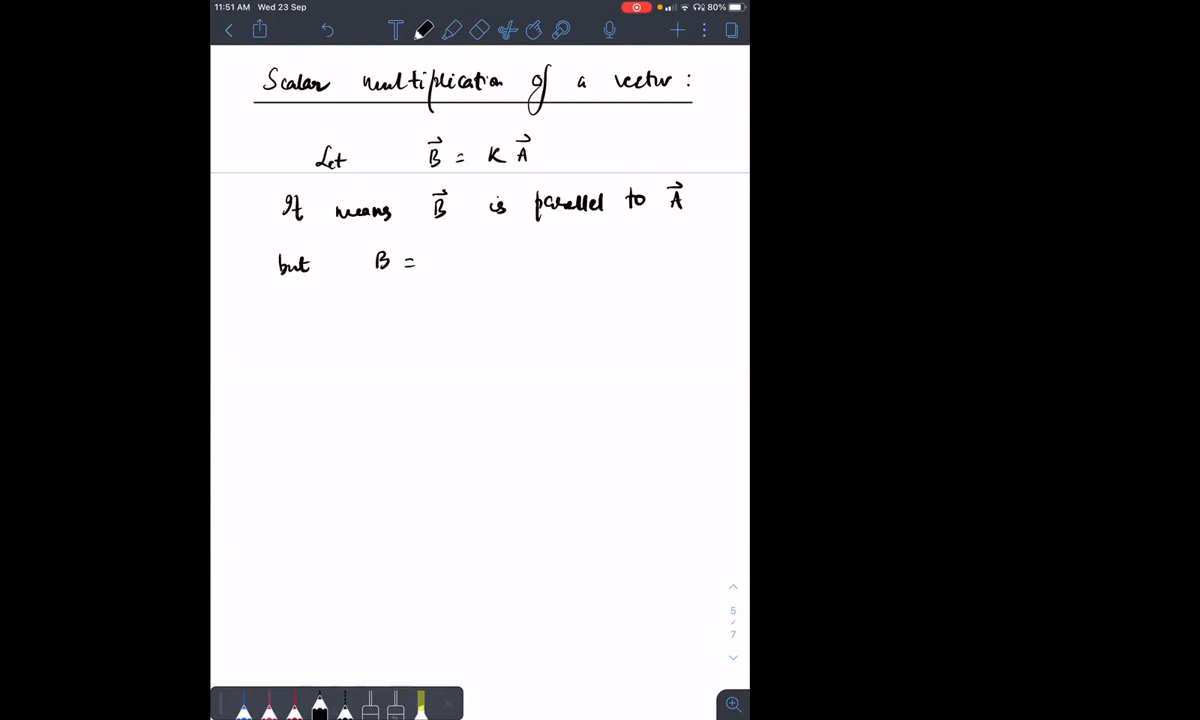 11:51 AM Wed 23 Sep 80%
T
Scalar multiplication of a vector :
Let B⃗ = K A⃗
It means B⃗ is parallel to A⃗
but B =
5
7